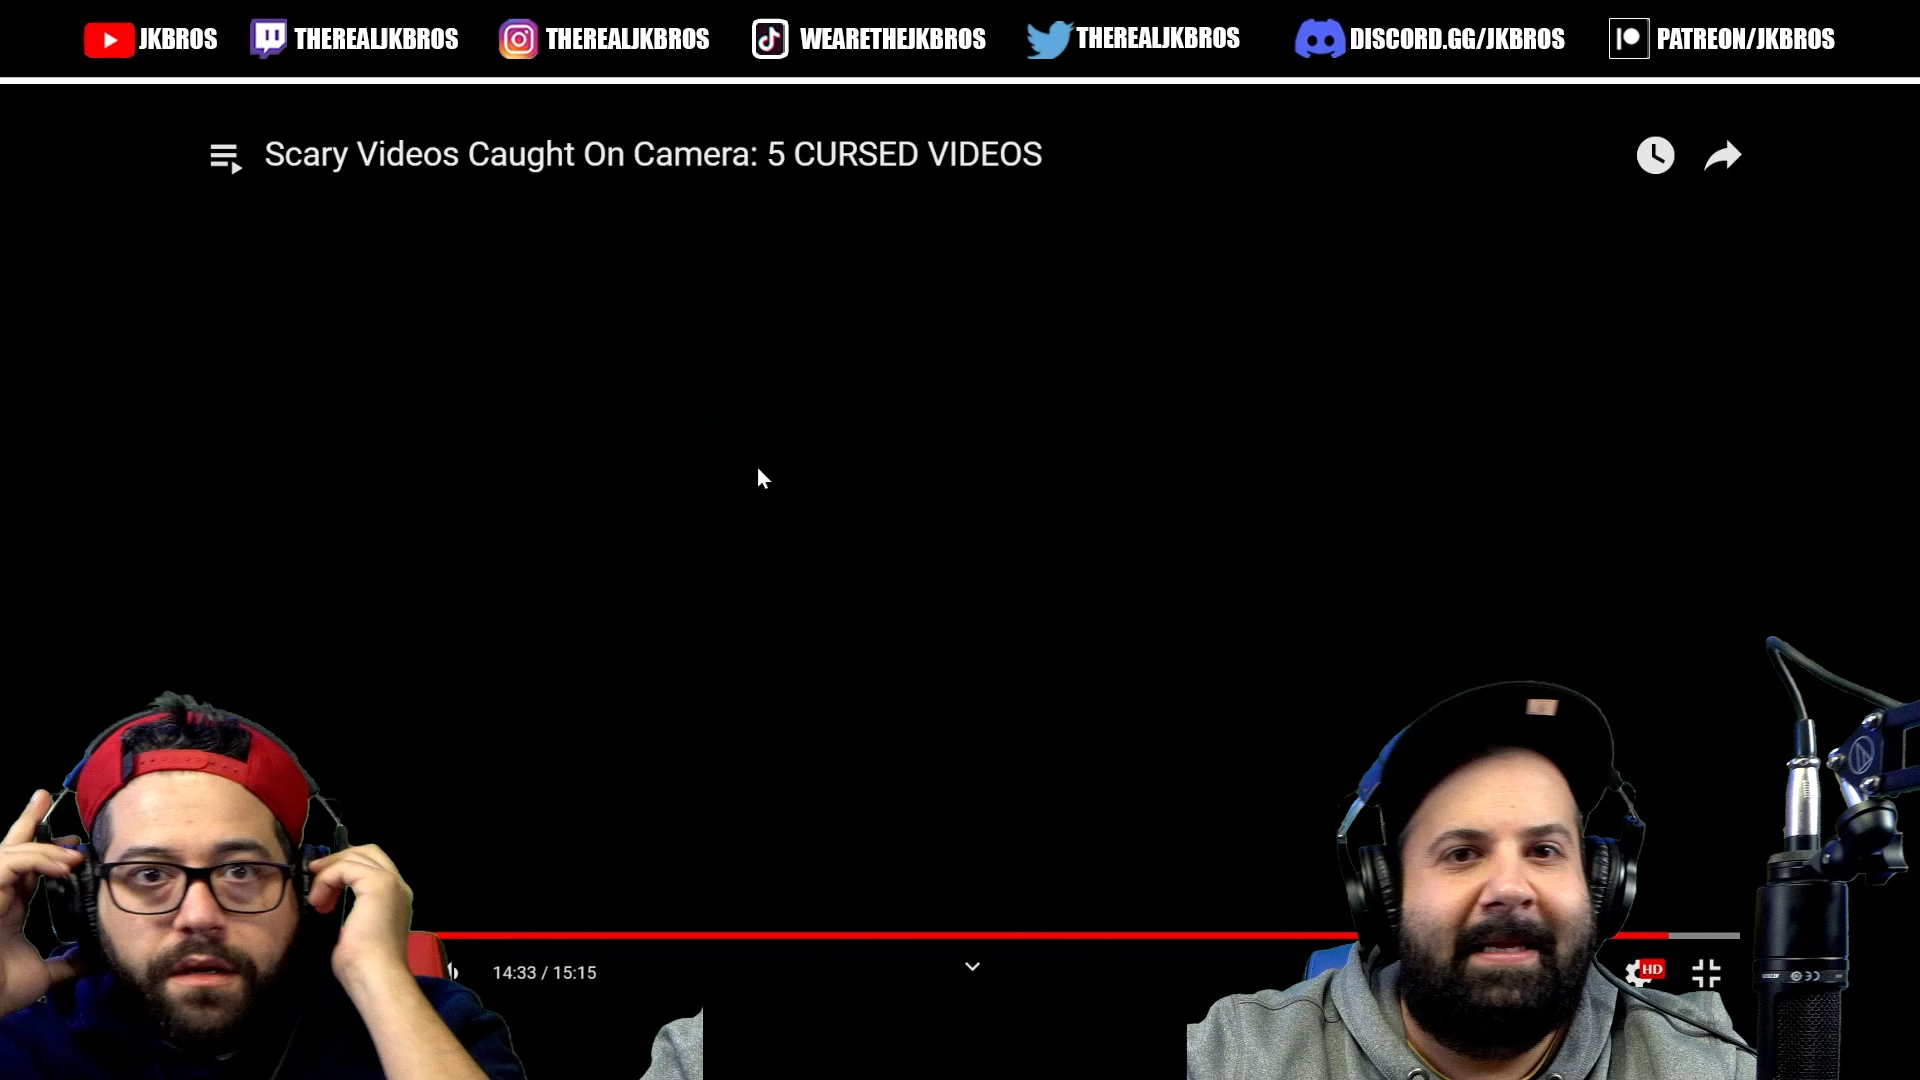 JKBROS THEREALJKBROS THEREALJKBROS WEARETHEJKBROS THEREALJKBROS DISCORD.GG/JKBROS PATREON/JKBROS
Scary Videos Caught On Camera: 5 CURSED VIDEOS
14:33 / 15:15
HD